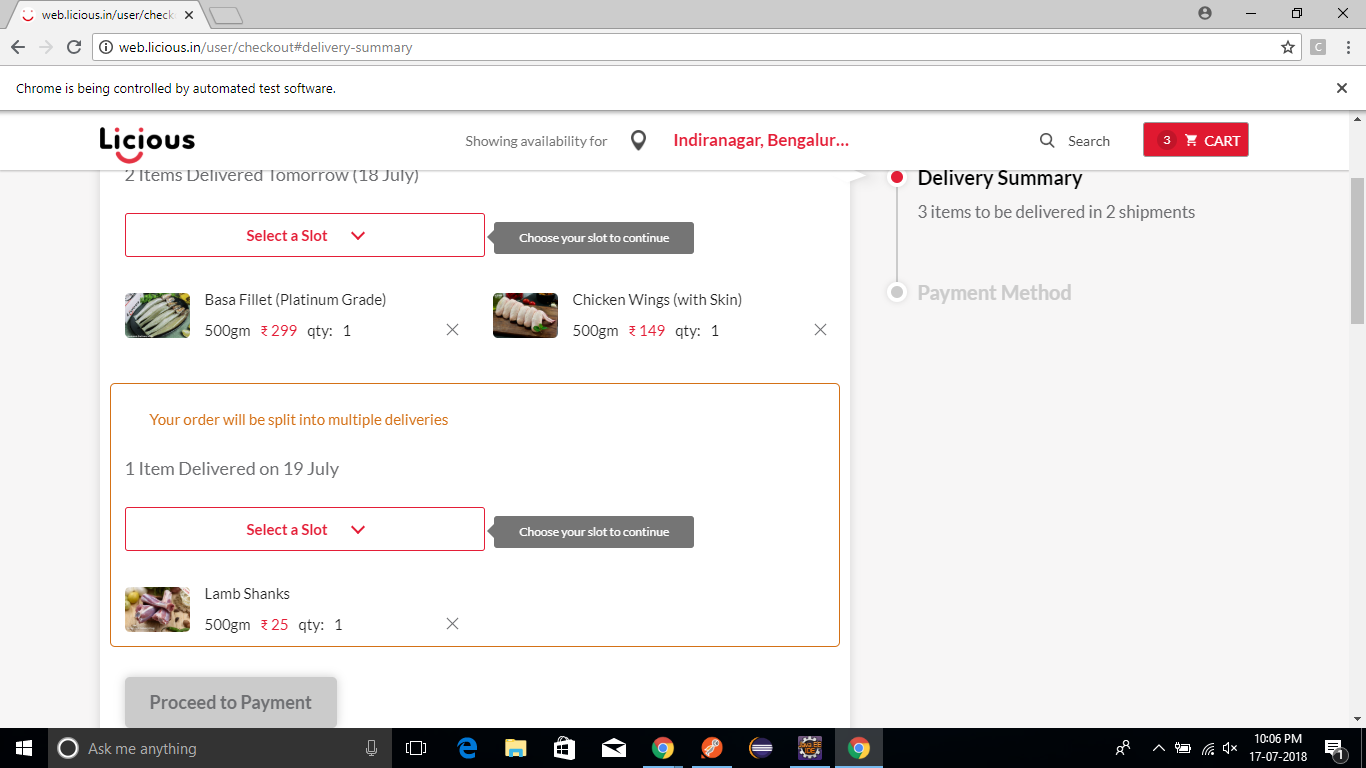 web.licious.in/user/check
web.licious.in/user/checkout#delivery-summary
C
Chrome is being controlled by automated test software.
Licious
Showing availability for
Indiranagar, Bengalur...
Search
3 CART
2 Items Delivered Tomorrow (18 July)
Select a Slot
Choose your slot to continue
Basa Fillet (Platinum Grade)
500gm ₹ 299 qty: 1
Chicken Wings (with Skin)
500gm ₹ 149 qty: 1
Your order will be split into multiple deliveries
1 Item Delivered on 19 July
Select a Slot
Choose your slot to continue
Lamb Shanks
500gm ₹ 25 qty: 1
Proceed to Payment
Delivery Summary
3 items to be delivered in 2 shipments
Payment Method
Ask me anything
10:06 PM
17-07-2018
1